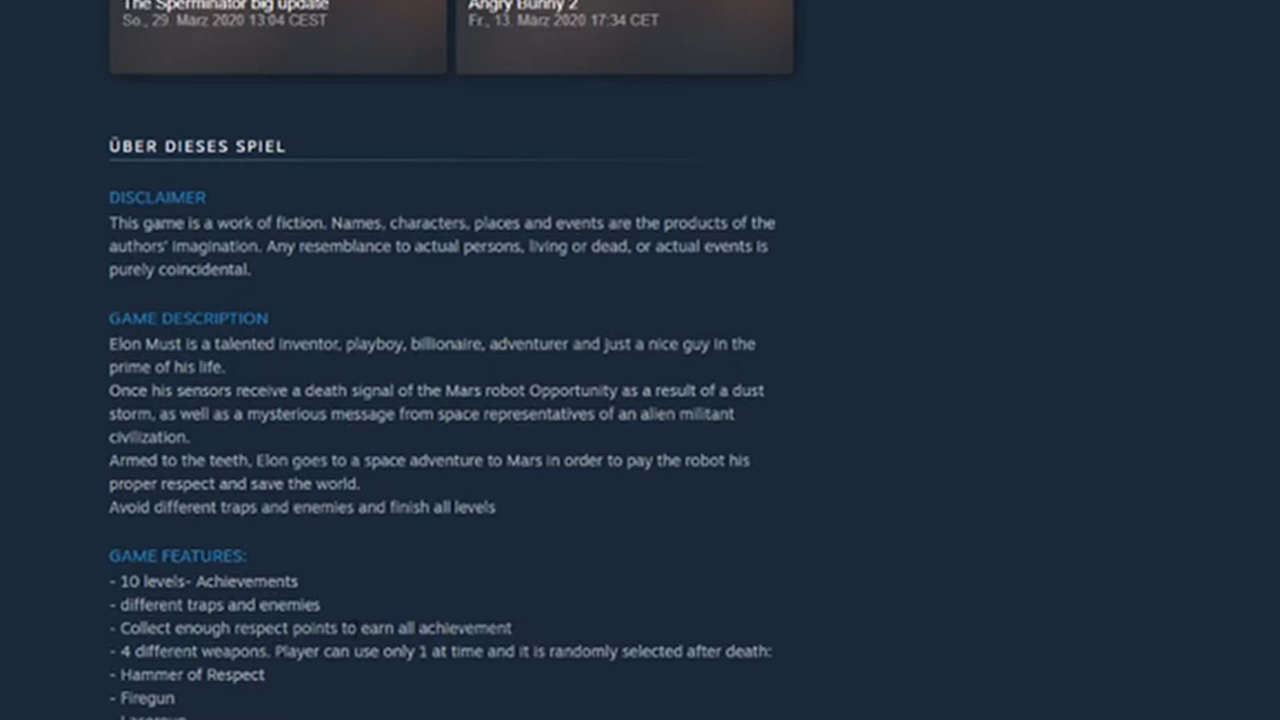 The Sperminator big update
Angry Bunny 2
So., 29. März 2020 13:04 CEST
Fr., 13. März 2020 17:34 CET
ÜBER DIESES SPIEL
DISCLAIMER
This game is a work of fiction. Names, characters, places and events are the products of the
authors' imagination. Any resemblance to actual persons, living or dead, or actual events is
purely coincidental.
GAME DESCRIPTION
Elon Must is a talented inventor, playboy, billionaire, adventurer and just a nice guy in the
prime of his life.
Once his sensors receive a death signal of the Mars robot Opportunity as a result of a dust
storm, as well as a mysterious message from space representatives of an alien militant
civilization.
Armed to the teeth, Elon goes to a space adventure to Mars in order to pay the robot his
proper respect and save the world.
Avoid different traps and enemies and finish all levels
GAME FEATURES:
- 10 levels- Achievements
- different traps and enemies
- Collect enough respect points to earn all achievement
- 4 different weapons. Player can use only 1 at time and it is randomly selected after death:
- Hammer of Respect
- Firegun
- Lasergun